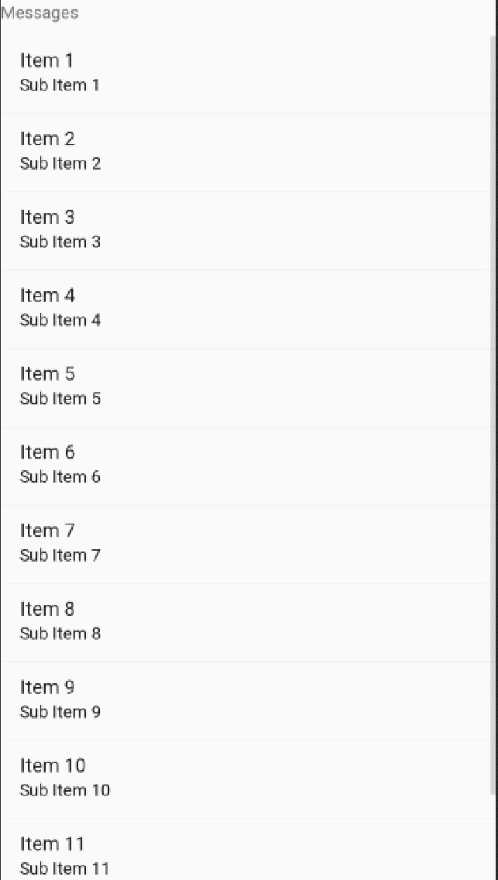 Messages
Item 1
Sub Item 1
Item 2
Sub Item 2
Item 3
Sub Item 3
Item 4
Sub Item 4
Item 5
Sub Item 5
Item 6
Sub Item 6
Item 7
Sub Item 7
Item 8
Sub Item 8
Item 9
Sub Item 9
Item 10
Sub Item 10
Item 11
Sub Item 11